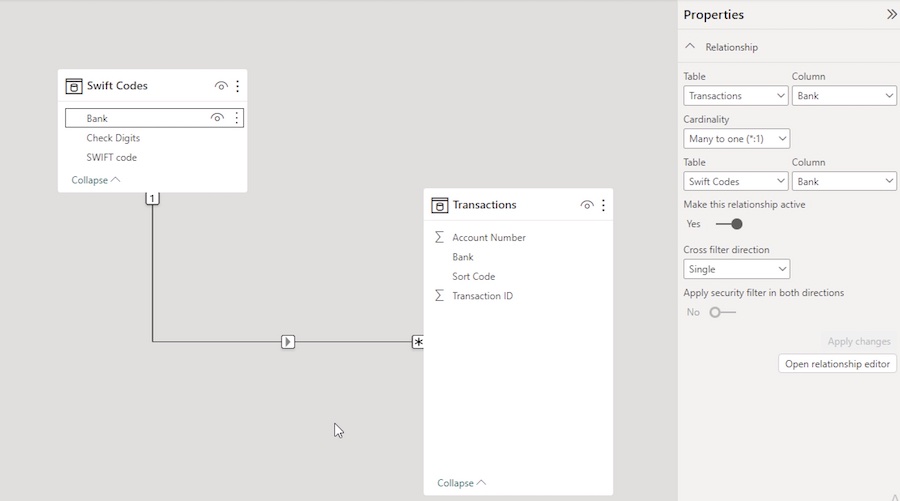 Swift Codes
Bank
Check Digits
SWIFT code
Collapse
1
Transactions
Σ Account Number
Bank
Sort Code
Σ Transaction ID
*
Collapse
Properties
Relationship
Table Column
Transactions Bank
Cardinality
Many to one (*:1)
Table Column
Swift Codes Bank
Make this relationship active
Yes
Cross filter direction
Single
Apply security filter in both directions
No
Apply changes
Open relationship editor